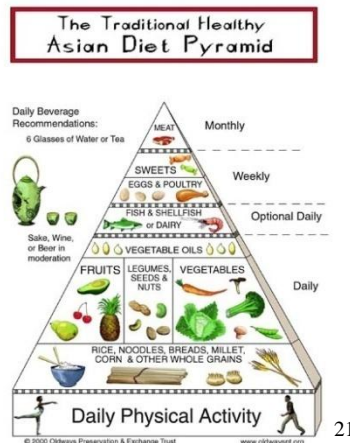 The Traditional Healthy
Asian Diet Pyramid
Daily Beverage
Recommendations:
6 Glasses of Water or Tea
Sake, Wine,
or Beer in
moderation
MEAT
Monthly
SWEETS
EGGS & POULTRY
Weekly
FISH & SHELLFISH
or DAIRY
Optional Daily
VEGETABLE OILS
FRUITS
LEGUMES,
SEEDS &
NUTS
VEGETABLES
Daily
RICE, NOODLES, BREADS, MILLET,
CORN & OTHER WHOLE GRAINS
Daily Physical Activity
© 2000 Oldways Preservation & Exchange Trust
www.oldwayspt.org
21